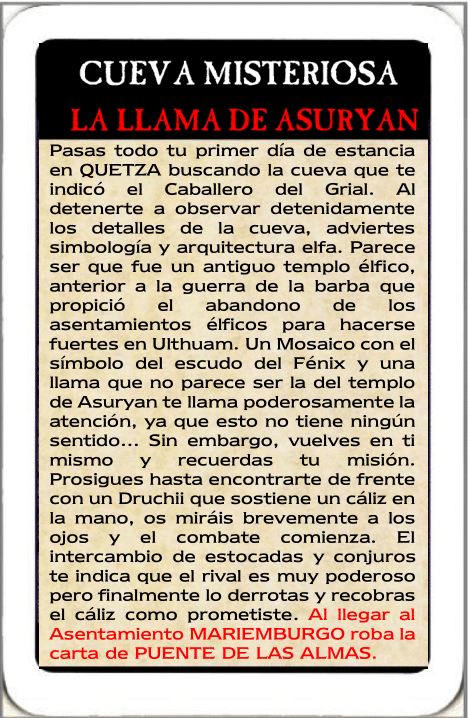 CUEVA MISTERIOSA
LA LLAMA DE ASURYAN
Pasas todo tu primer día de estancia
en QUETZA buscando la cueva que te
indicó el Caballero del Grial. Al
detenerte a observar detenidamente
los detalles de la cueva, adviertes
simbología y arquitectura elfa. Parece
ser que fue un antiguo templo élfico,
anterior a la guerra de la barba que
propició el abandono de los
asentamientos élficos para hacerse
fuertes en Ulthuam. Un Mosaico con el
símbolo del escudo del Fénix y una
llama que no parece ser la del templo
de Asuryan te llama poderosamente la
atención, ya que esto no tiene ningún
sentido... Sin embargo, vuelves en ti
mismo y recuerdas tu misión.
Prosigues hasta encontrarte de frente
con un Druchii que sostiene un cáliz en
la mano, os miráis brevemente a los
ojos y el combate comienza. El
intercambio de estocadas y conjuros
te indica que el rival es muy poderoso
pero finalmente lo derrotas y recobras
el cáliz como prometiste. Al llegar al
Asentamiento MARIEMBURGO roba la
carta de PUENTE DE LAS ALMAS.